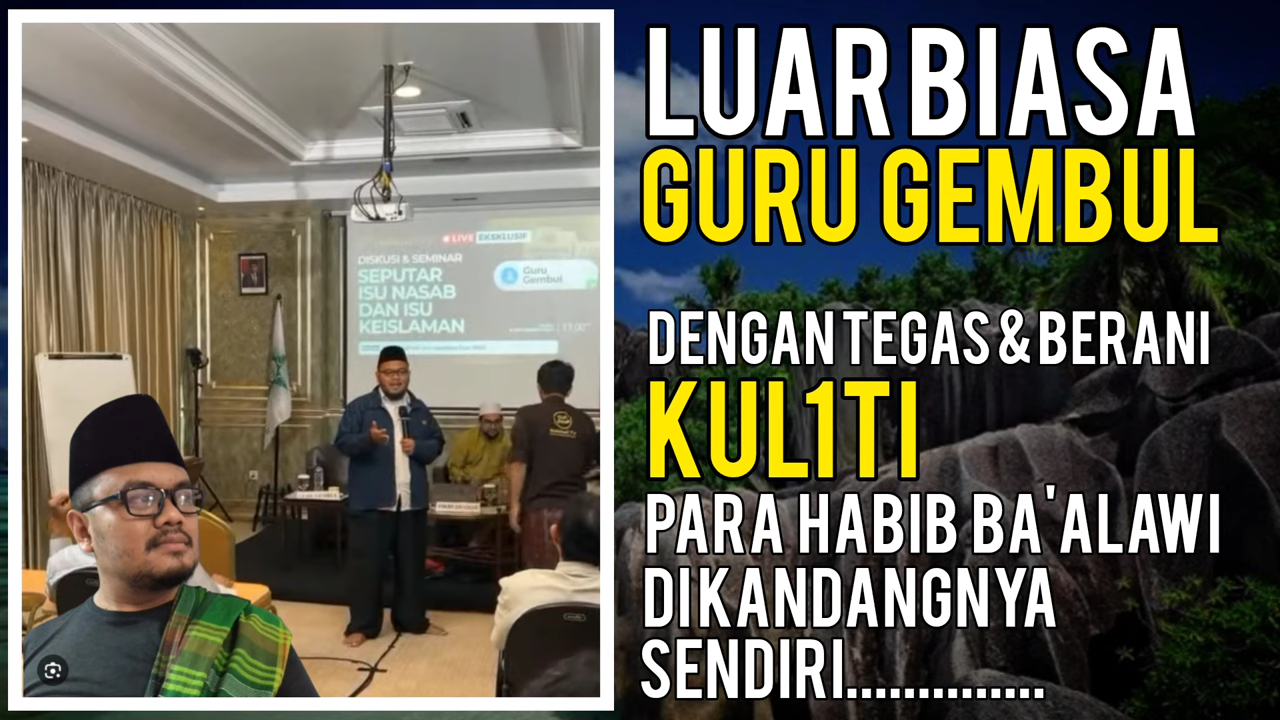 LIVE EKSKLUSIF
DISKUSI & SEMINAR
SEPUTAR
ISU NASAB
DAN ISU
KEISLAMAN
Guru
Gembul
LUAR BIASA
GURU GEMBUL
DENGAN TEGAS & BERANI
KUL1TI
PARA HABIB BA'ALAWI
DIKANDANGNYA
SENDIRI..............